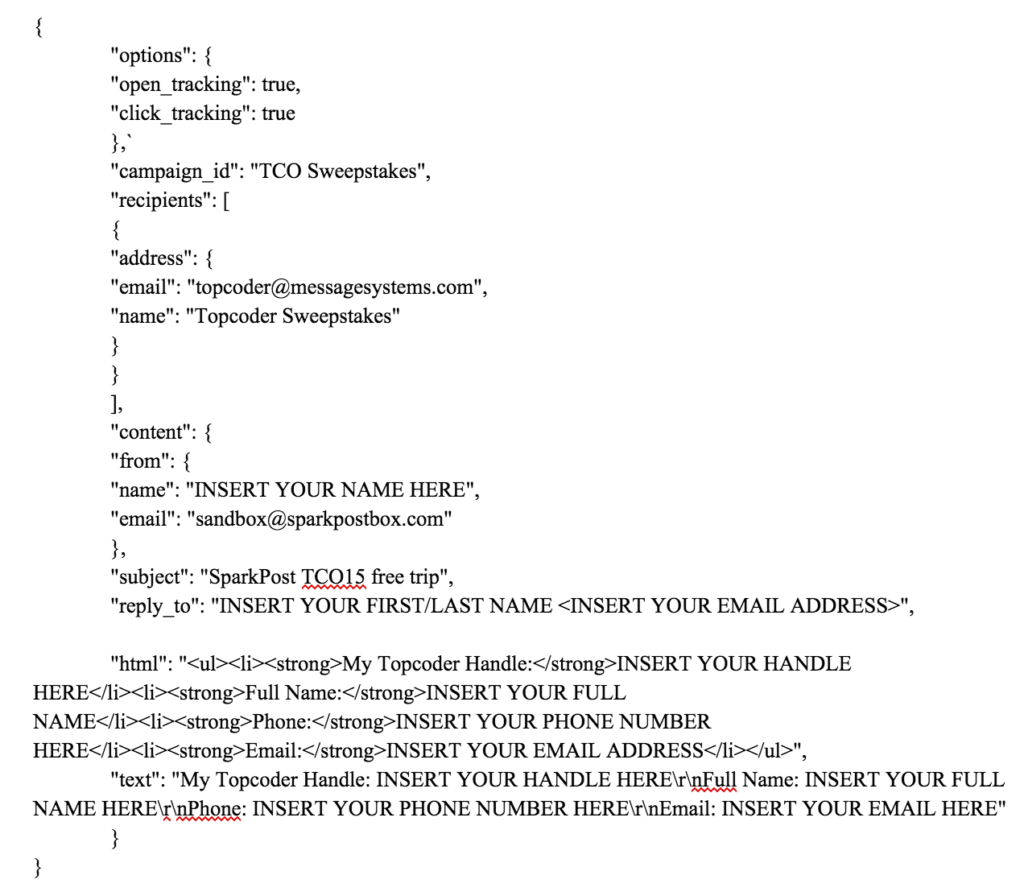 {
"options": {
"open_tracking": true,
"click_tracking": true
},`
"campaign_id": "TCO Sweepstakes",
"recipients": [
{
"address": {
"email": "topcoder@messagesystems.com",
"name": "Topcoder Sweepstakes"
}
}
],
"content": {
"from": {
"name": "INSERT YOUR NAME HERE",
"email": "sandbox@sparkpostbox.com"
},
"subject": "SparkPost TCO15 free trip",
"reply_to": "INSERT YOUR FIRST/LAST NAME <INSERT YOUR EMAIL ADDRESS>",
"html": "<ul><li><strong>My Topcoder Handle:</strong>INSERT YOUR HANDLE
HERE</li><li><strong>Full Name:</strong>INSERT YOUR FULL
NAME</li><li><strong>Phone:</strong>INSERT YOUR PHONE NUMBER
HERE</li><li><strong>Email:</strong>INSERT YOUR EMAIL ADDRESS</li></ul>",
"text": "My Topcoder Handle: INSERT YOUR HANDLE HERE\r\nFull Name: INSERT YOUR FULL
NAME HERE\r\nPhone: INSERT YOUR PHONE NUMBER HERE\r\nEmail: INSERT YOUR EMAIL HERE"
}
}